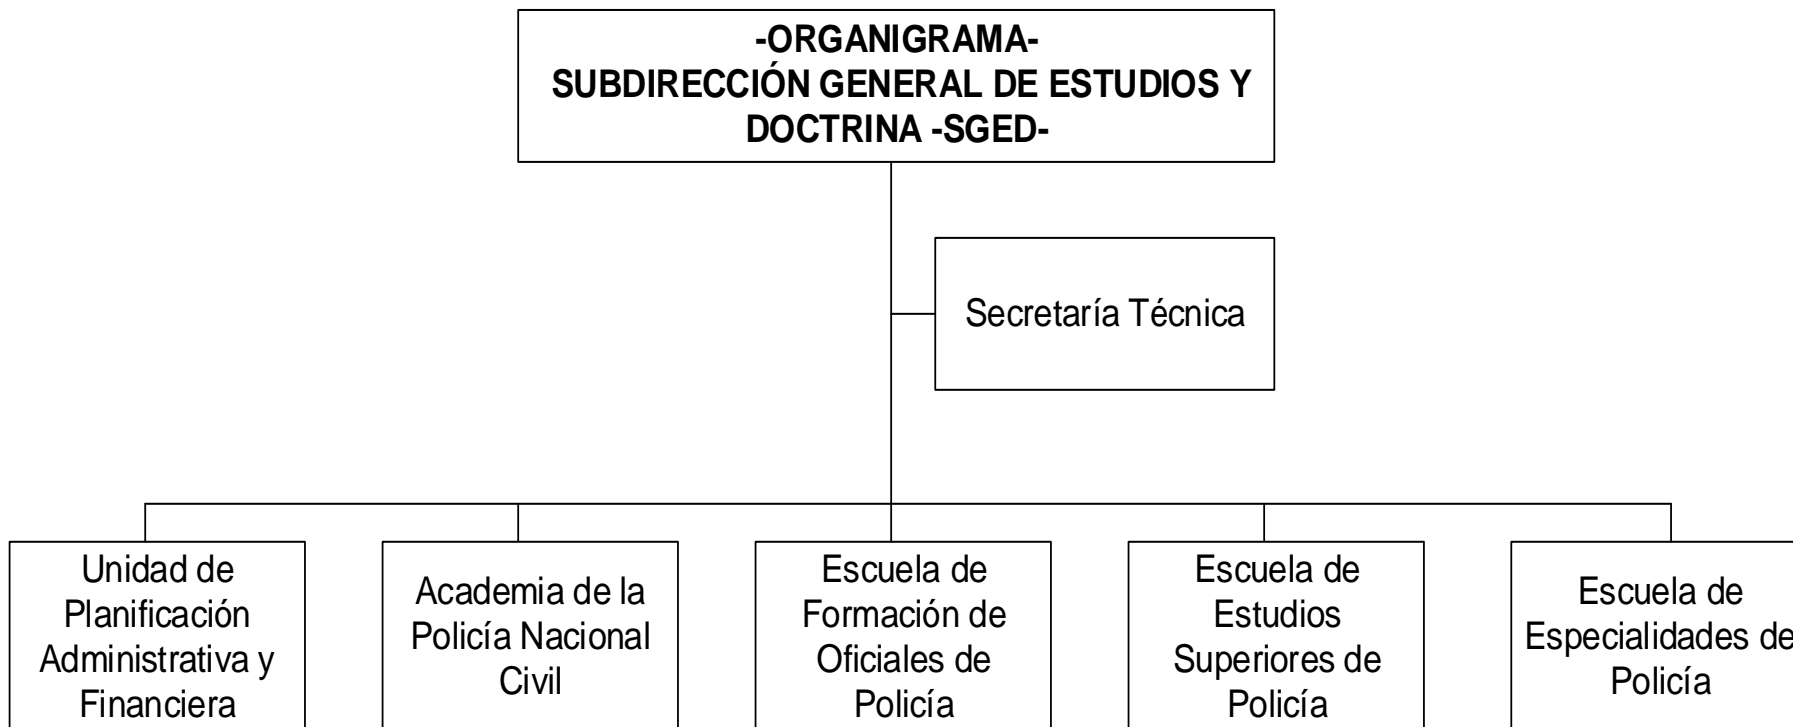 -ORGANIGRAMA-
SUBDIRECCIÓN GENERAL DE ESTUDIOS Y
DOCTRINA -SGED-
Secretaría Técnica
Unidad de
Planificación
Administrativa y
Financiera
Academia de la
Policía Nacional
Civil
Escuela de
Formación de
Oficiales de
Policía
Escuela de
Estudios
Superiores de
Policía
Escuela de
Especialidades de
Policía